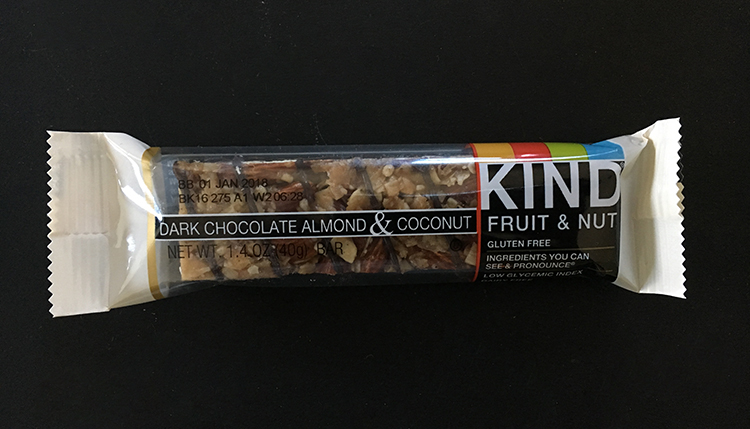 BB 01 JAN 2018
BK16 275 A1 W2 06:28
DARK CHOCOLATE ALMOND & COCONUT
NET WT. 1.4 OZ (40g) BAR
KIND
FRUIT & NUT
GLUTEN FREE
INGREDIENTS YOU CAN
SEE & PRONOUNCE®
LOW GLYCEMIC INDEX